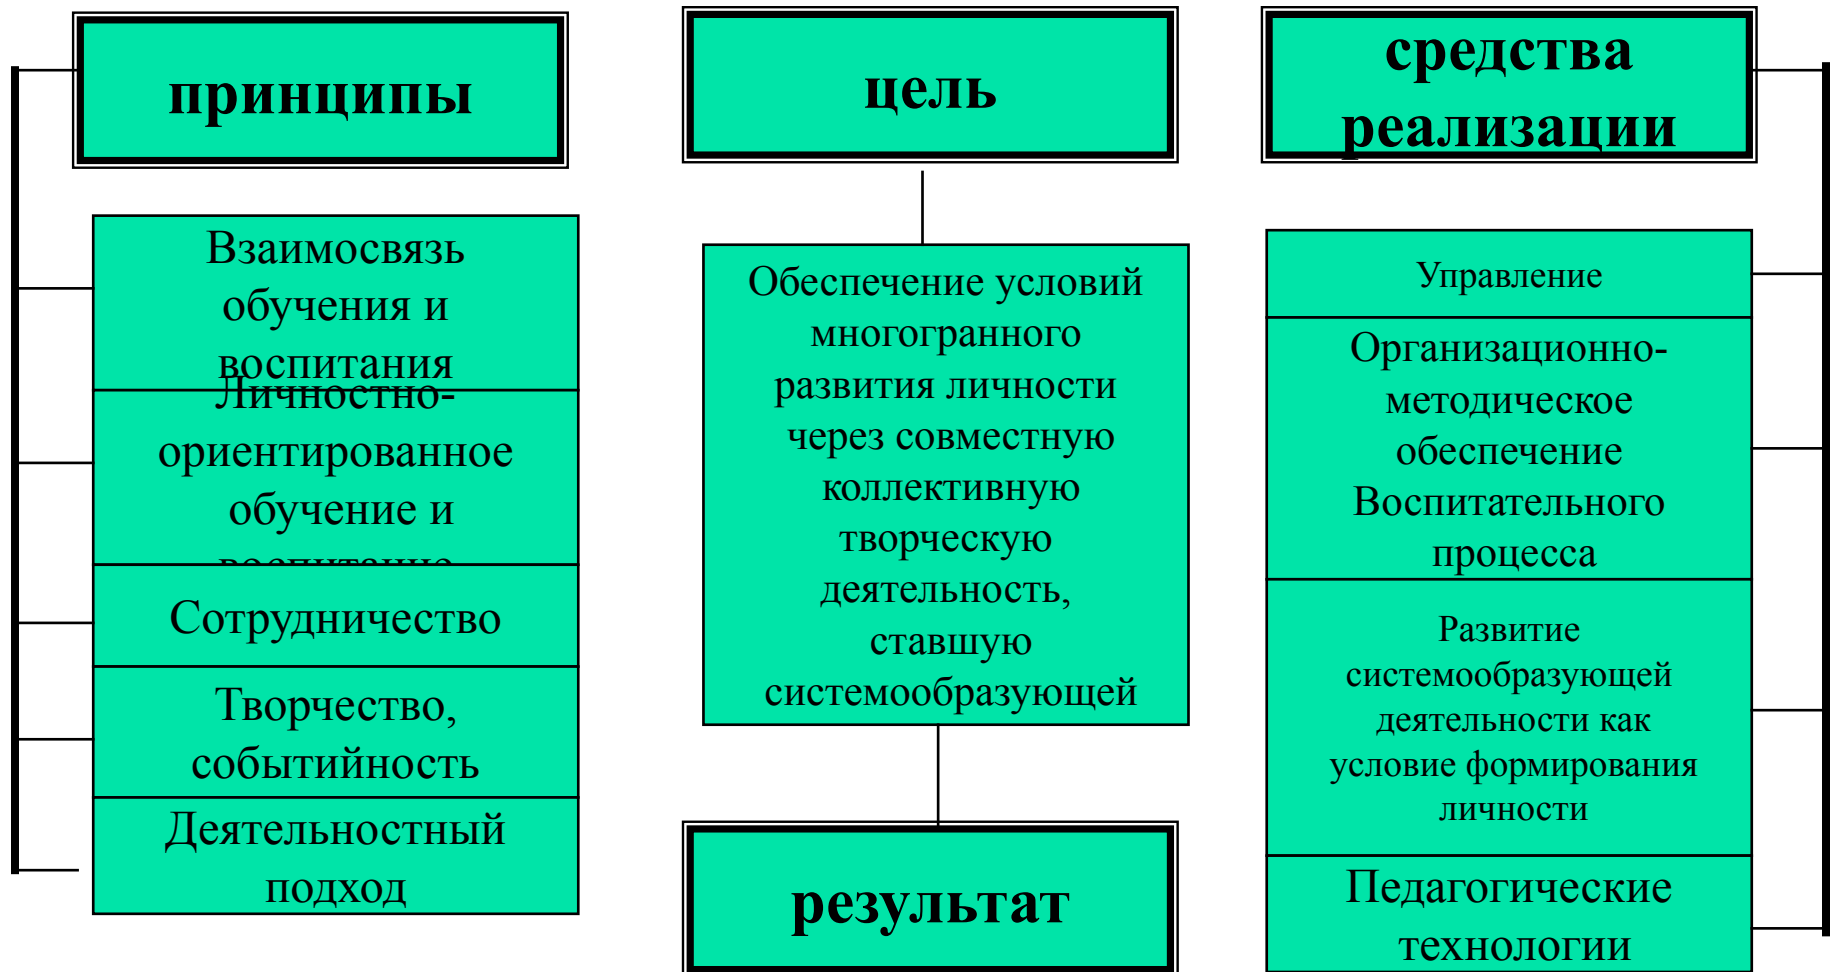 принципы
Взаимосвязь
обучения и
воспитания
Личностно-
ориентированное
обучение и
воспитание
Сотрудничество
Творчество,
событийность
Деятельностный
подход
цель
Обеспечение условий
многогранного
развития личности
через совместную
коллективную
творческую
деятельность,
ставшую
системообразующей
результат
средства
реализации
Управление
Организационно-
методическое
обеспечение
Воспитательного
процесса
Развитие
системообразующей
деятельности как
условие формирования
личности
Педагогические
технологии